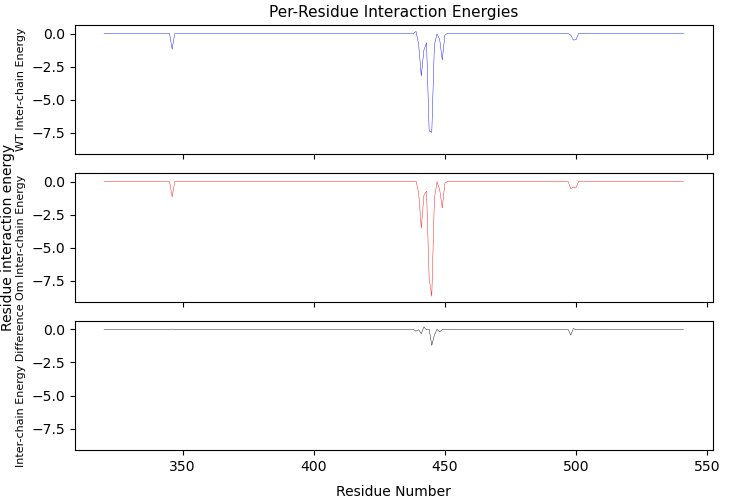 Per-Residue Interaction Energies
Residue interaction energy
WT Inter-chain Energy
0.0
−2.5
−5.0
−7.5
Om Inter-chain Energy
0.0
−2.5
−5.0
−7.5
Inter-chain Energy Difference
0.0
−2.5
−5.0
−7.5
350 400 450 500 550
Residue Number